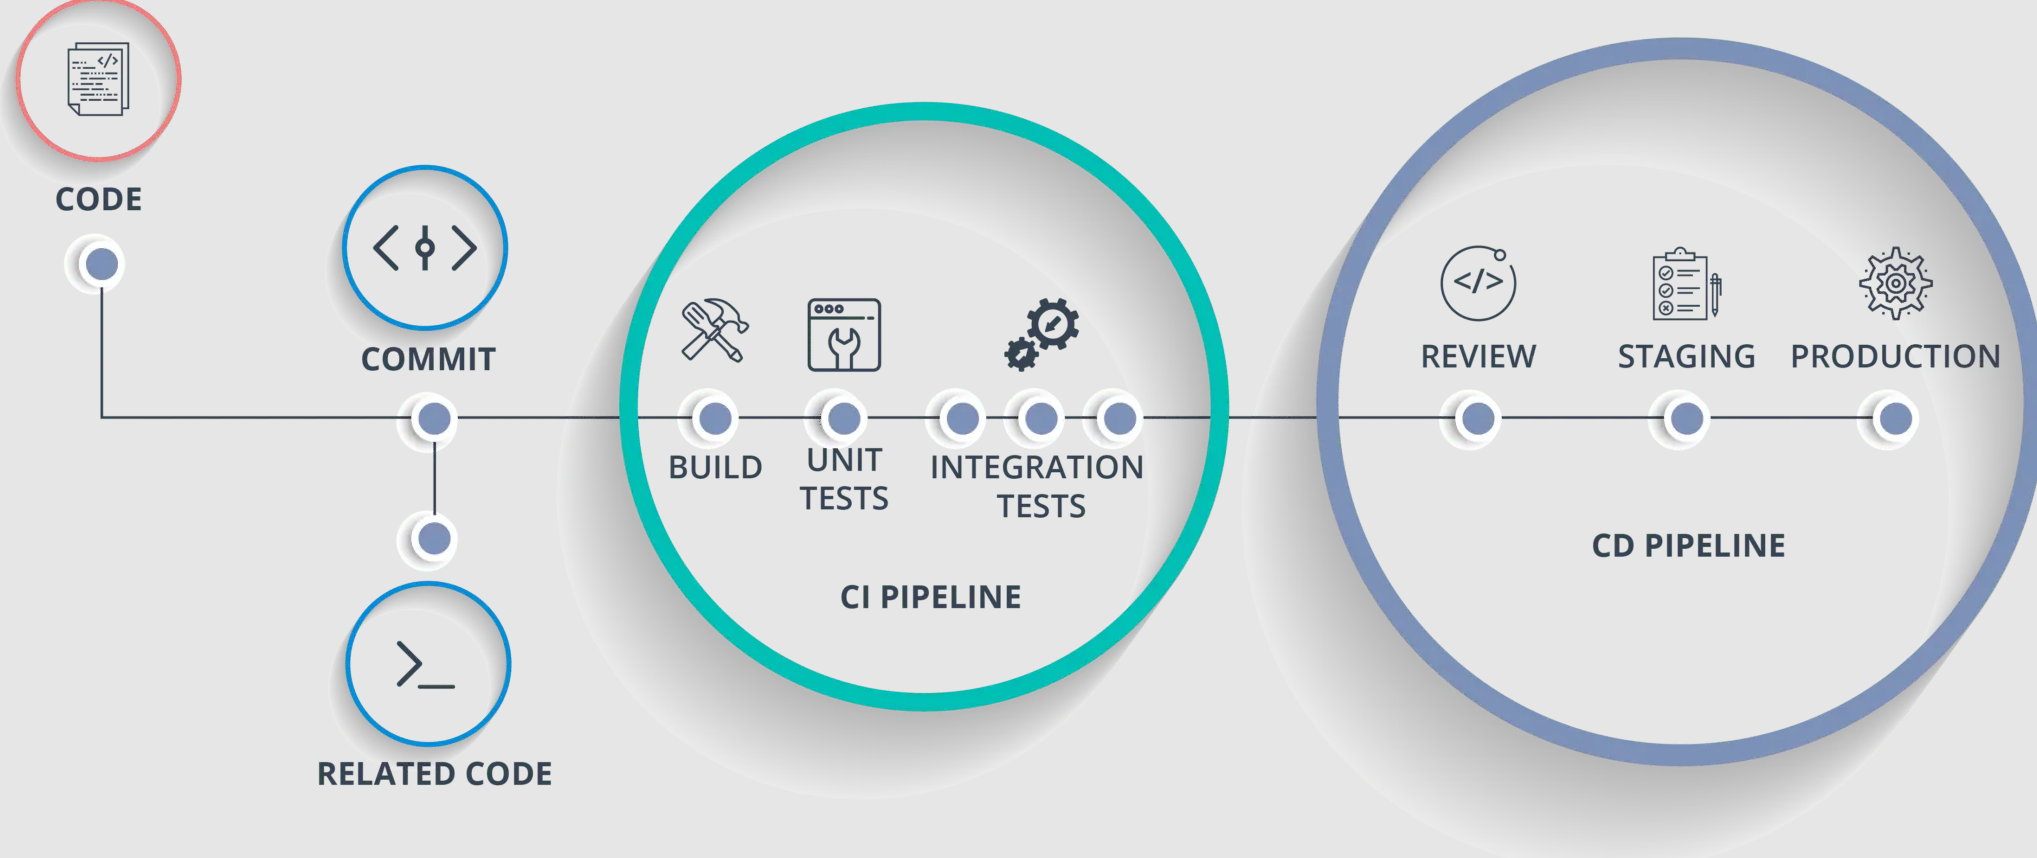 CODE
COMMIT
RELATED CODE
BUILD
UNIT
TESTS
INTEGRATION
TESTS
CI PIPELINE
REVIEW
STAGING
PRODUCTION
CD PIPELINE